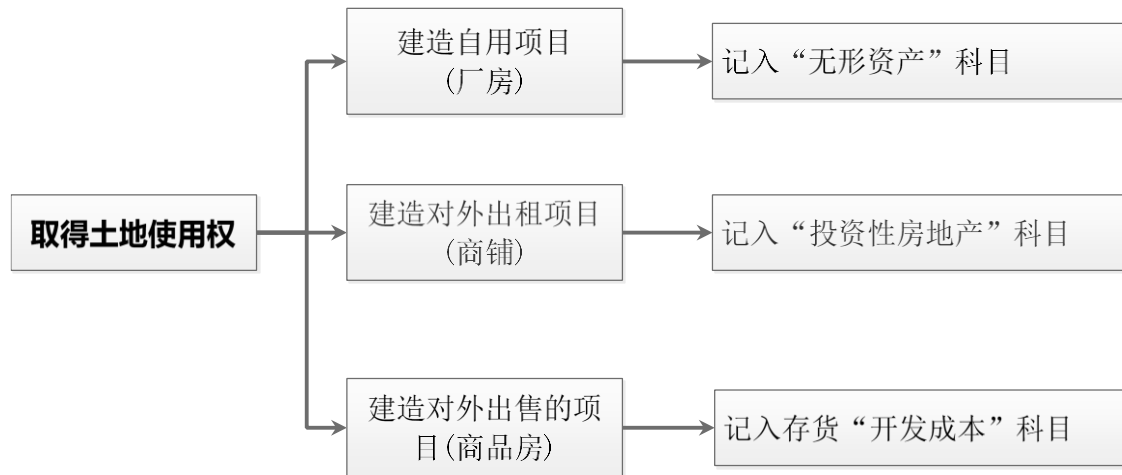 建造自用项目
(厂房)
记入“无形资产”科目
取得土地使用权
建造对外出租项目
(商铺)
记入“投资性房地产”科目
建造对外出售的项
目(商品房)
记入存货“开发成本”科目